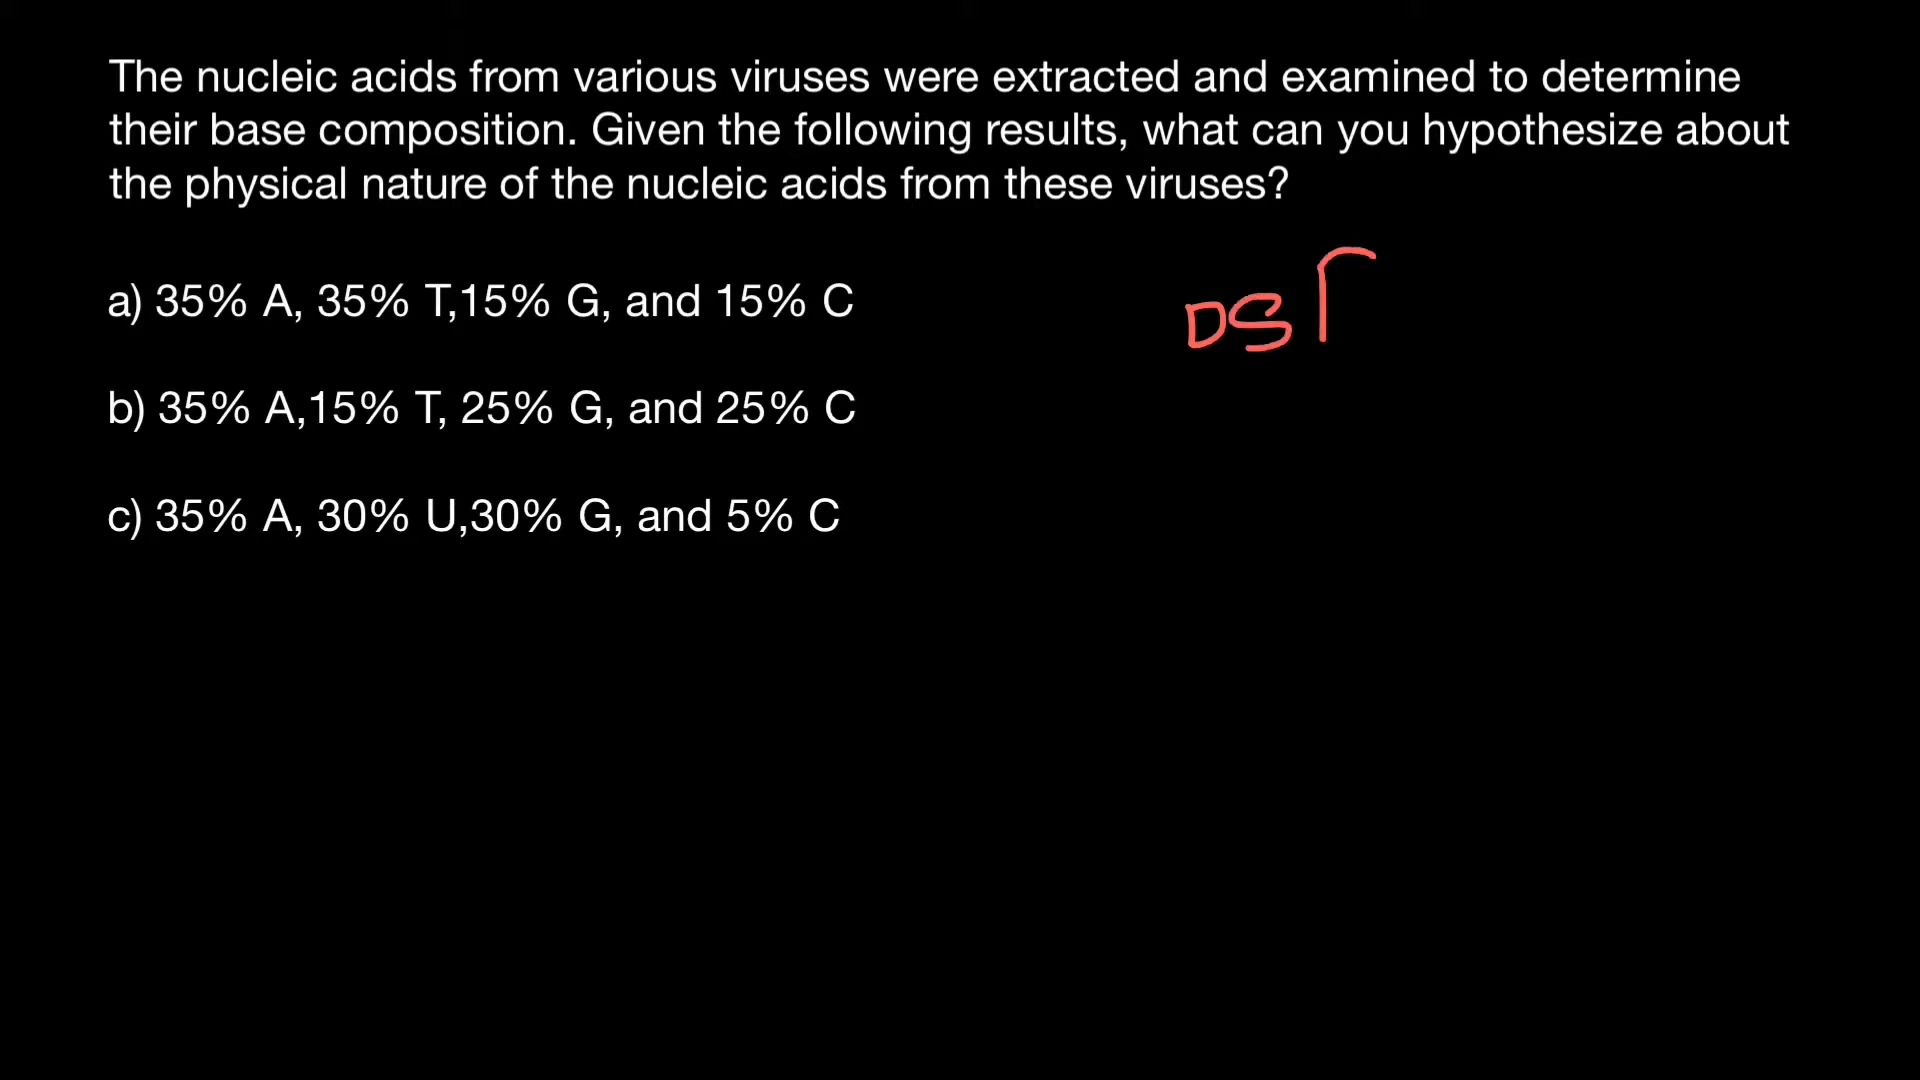 The nucleic acids from various viruses were extracted and examined to determine
their base composition. Given the following results, what can you hypothesize about
the physical nature of the nucleic acids from these viruses?
a) 35% A, 35% T,15% G, and 15% C
DS
b) 35% A,15% T, 25% G, and 25% C
c) 35% A, 30% U,30% G, and 5% C